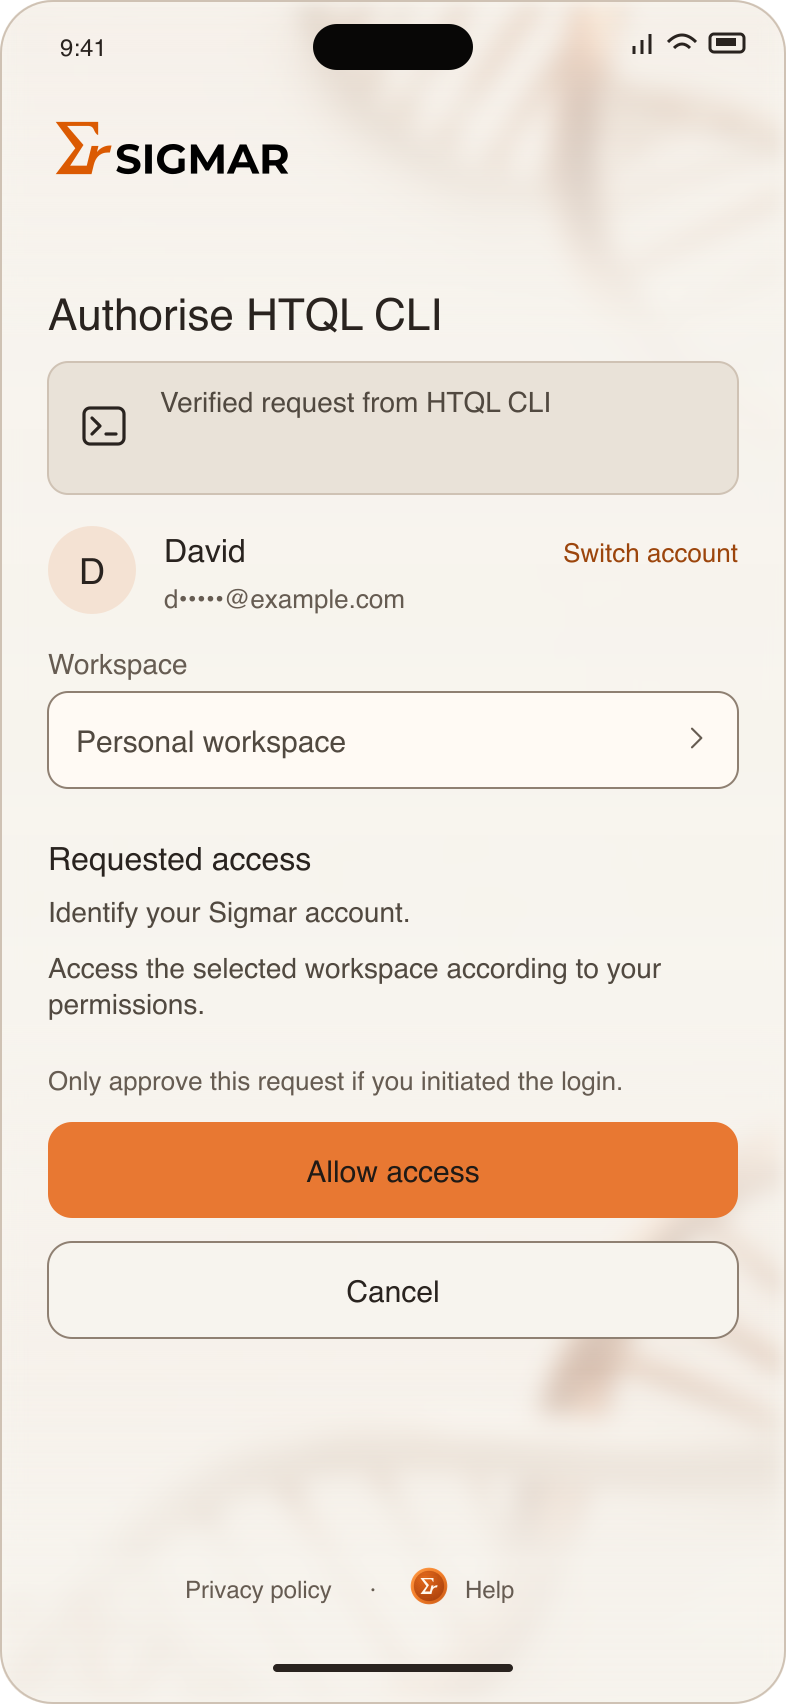 9:41
Σr SIGMAR
Authorise HTQL CLI
Verified request from HTQL CLI
D
David
Switch account
d•••••@example.com
Workspace
Personal workspace
Requested access
Identify your Sigmar account.
Access the selected workspace according to your
permissions.
Only approve this request if you initiated the login.
Allow access
Cancel
Privacy policy · Σr Help